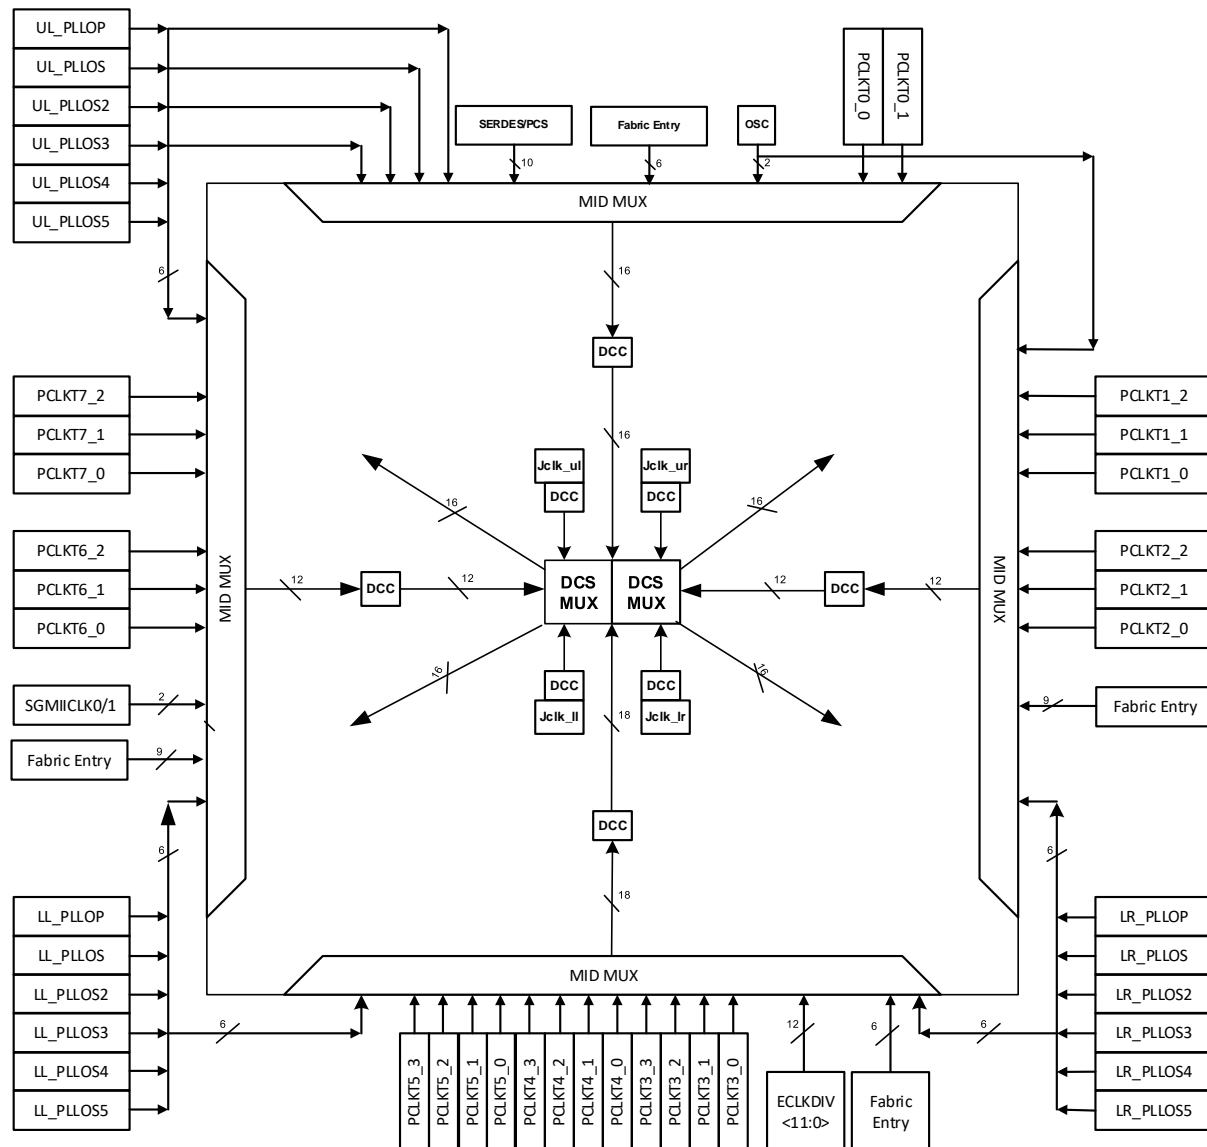 UL_PLLOP
UL_PLLOS
UL_PLLOS2
UL_PLLOS3
UL_PLLOS4
UL_PLLOS5
6
SERDES/PCS
10
Fabric Entry
6
OSC
2
PCLKT0_0
PCLKT0_1
MID MUX
16
DCC
16
PCLKT7_2
PCLKT7_1
PCLKT7_0
PCLKT6_2
PCLKT6_1
PCLKT6_0
SGMIICLK0/1
2
Fabric Entry
9
6
MID MUX
12
DCC
12
16
16
Jclk_ul
DCC
Jclk_ur
DCC
DCS
MUX
DCS
MUX
DCC
Jclk_ll
DCC
Jclk_lr
16
16
12
DCC
12
MID MUX
PCLKT1_2
PCLKT1_1
PCLKT1_0
PCLKT2_2
PCLKT2_1
PCLKT2_0
9
Fabric Entry
6
18
DCC
18
MID MUX
LL_PLLOP
LL_PLLOS
LL_PLLOS2
LL_PLLOS3
LL_PLLOS4
LL_PLLOS5
6
PCLKT5_3
PCLKT5_2
PCLKT5_1
PCLKT5_0
PCLKT4_3
PCLKT4_2
PCLKT4_1
PCLKT4_0
PCLKT3_3
PCLKT3_2
PCLKT3_1
PCLKT3_0
12
ECLKDIV
<11:0>
6
Fabric
Entry
6
LR_PLLOP
LR_PLLOS
LR_PLLOS2
LR_PLLOS3
LR_PLLOS4
LR_PLLOS5